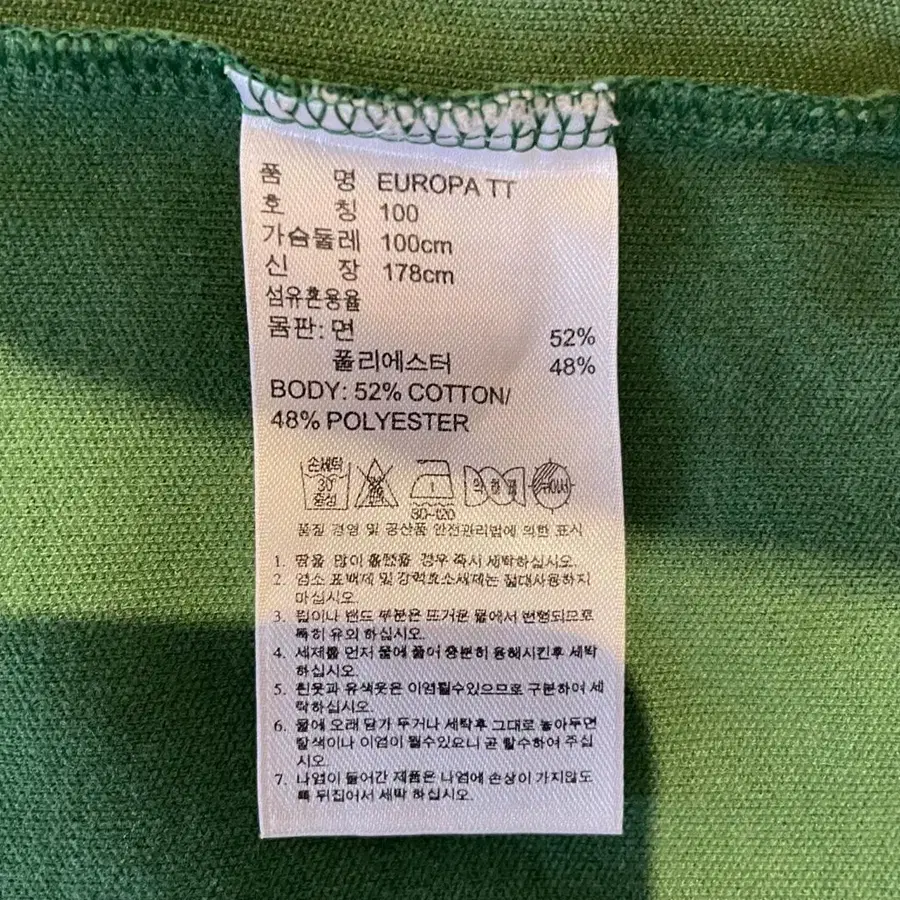 품 명 EUROPA TT
호 칭 100
가슴둘레 100cm
신 장 178cm
섬유혼용율
몸판: 면 52%
폴리에스터 48%
BODY: 52% COTTON/
48% POLYESTER
손세탁
30°
중성
30-120
품질 경영 및 공산품 안전관리법에 의한 표시
1. 땀을 많이 흘렸을 경우 즉시 세탁하십시오.
2. 염소 표백제 및 강력효소세제는 절대사용하지
마십시오.
3. 립이나 밴드 부분은 뜨거운 물에서 변형되므로
특히 유의 하십시오.
4. 세제를 먼저 물에 풀어 충분히 용해시킨후 세탁
하십시오.
5. 흰옷과 유색옷은 이염될수있으므로 구분하여 세
탁하십시오.
6. 물에 오래 담가 두거나 세탁후 그대로 놓아두면
탈색이나 이염이 될수있으니 곧 탈수하여 주십
시오.
7. 나염이 들어간 제품은 나염에 손상이 가지않도
록 뒤집어서 세탁 하십시오.